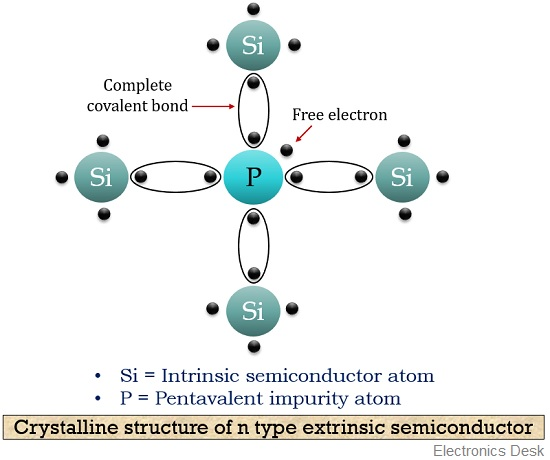 Si
Complete
covalent bond
Free electron
Si
P
Si
Si
• Si = Intrinsic semiconductor atom
• P = Pentavalent impurity atom
Crystalline structure of n type extrinsic semiconductor
Electronics Desk